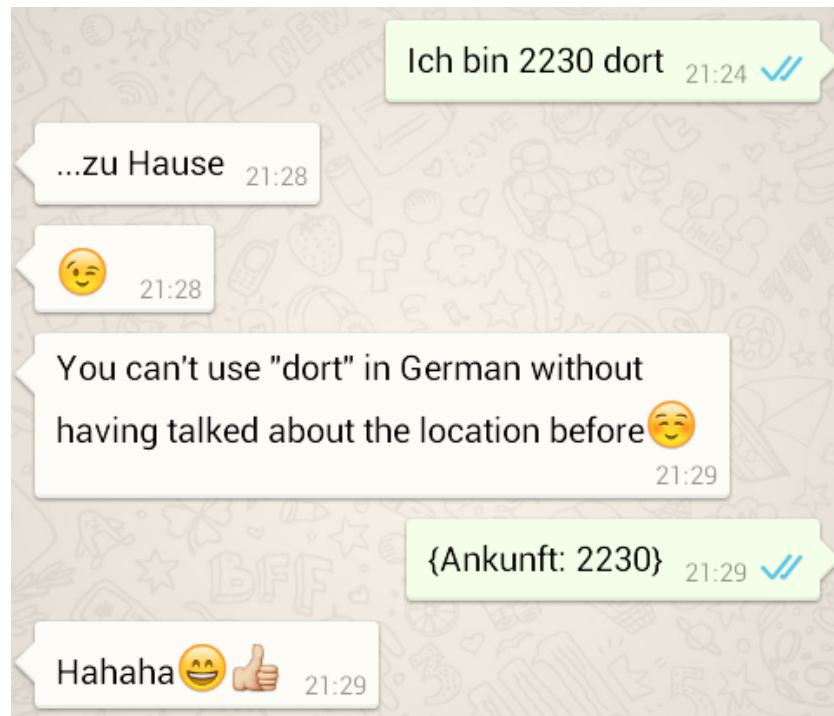 Ich bin 2230 dort 21:24
...zu Hause 21:28
😉 21:28
You can't use "dort" in German without
having talked about the location before☺️
21:29
{Ankunft: 2230} 21:29
Hahaha😄👍 21:29